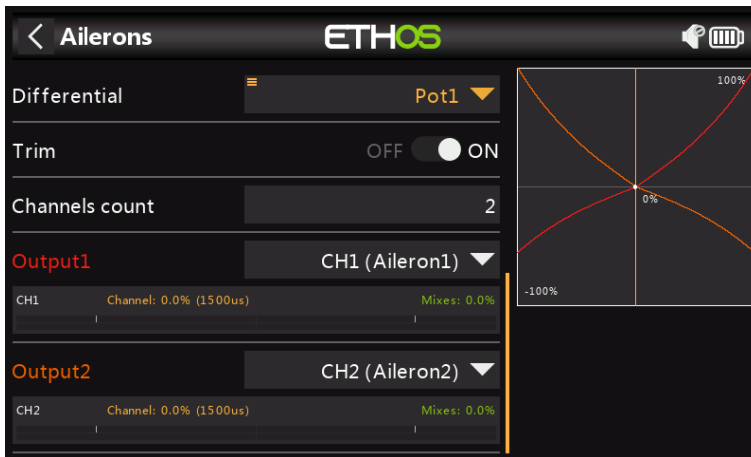 Ailerons
ETHOS
Differential
Pot1
100%
Trim
OFF
ON
Channels count
2
0%
Output1
CH1 (Aileron1)
CH1
Channel: 0.0% (1500us)
Mixes: 0.0%
-100%
Output2
CH2 (Aileron2)
CH2
Channel: 0.0% (1500us)
Mixes: 0.0%